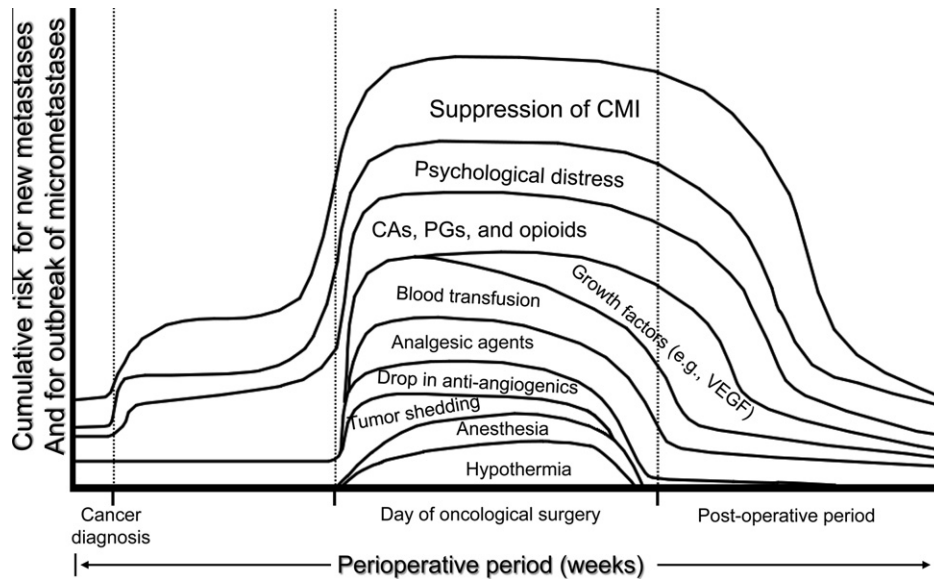 Cumulative risk for new metastases
And for outbreak of micrometastases
Suppression of CMI
Psychological distress
CAs, PGs, and opioids
Growth factors (e.g., VEGF)
Blood transfusion
Analgesic agents
Drop in anti-angiogenics
Tumor shedding
Anesthesia
Hypothermia
Cancer
diagnosis
Day of oncological surgery
Post-operative period
Perioperative period (weeks)